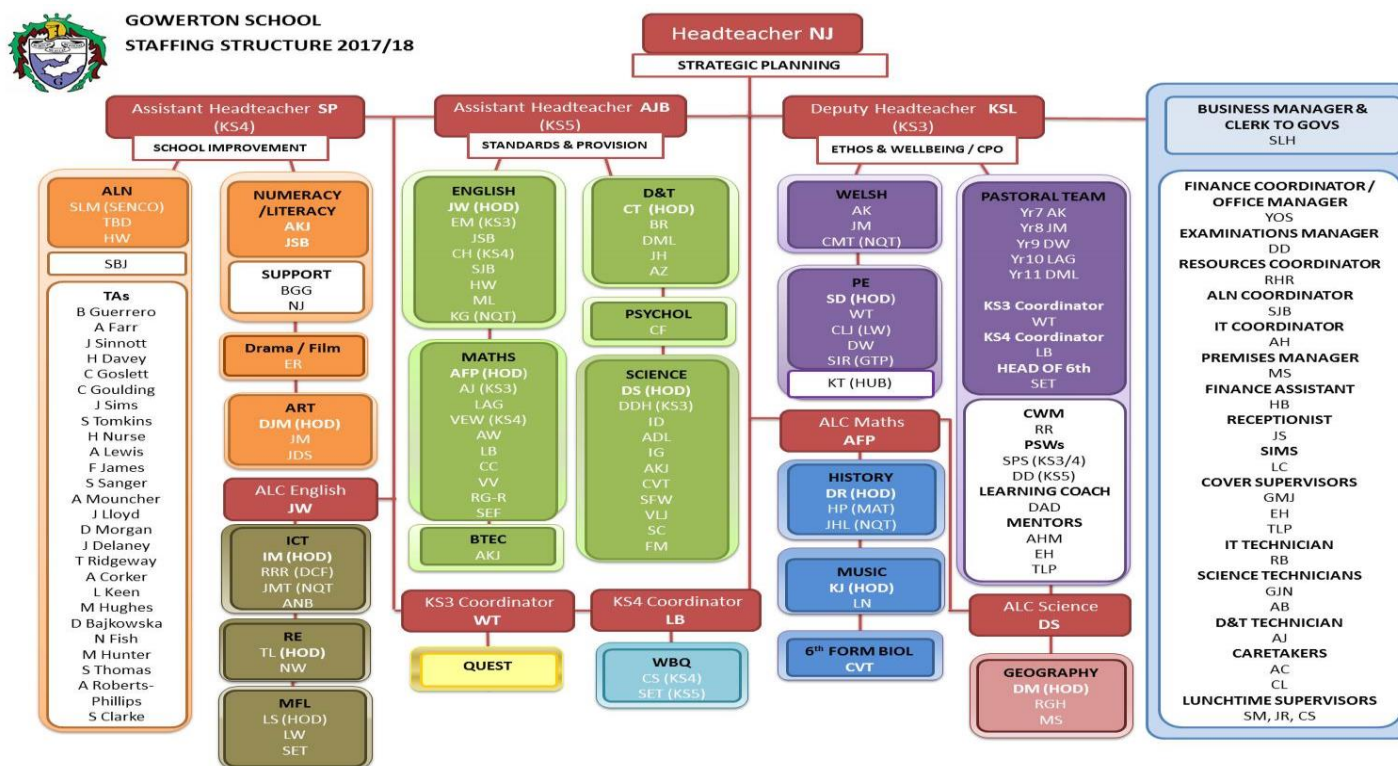 GOWERTON SCHOOL
STAFFING STRUCTURE 2017/18
Headteacher NJ
STRATEGIC PLANNING
Assistant Headteacher SP
(KS4)
SCHOOL IMPROVEMENT
Assistant Headteacher AJB
(KS5)
STANDARDS & PROVISION
Deputy Headteacher KSL
(KS3)
ETHOS & WELLBEING / CPO
ALN
SLM (SENCO)
TBD
HW
SBJ
TAs
B Guerrero
A Farr
J Sinnott
H Davey
C Goslett
C Goulding
J Sims
S Tomkins
H Nurse
A Lewis
F James
S Sanger
A Mouncher
J Lloyd
D Morgan
J Delaney
T Ridgeway
A Corker
L Keen
M Hughes
D Bajkowska
N Fish
M Hunter
S Thomas
A Roberts-
Phillips
S Clarke
NUMERACY
/LITERACY
AKJ
JSB
SUPPORT
BGG
NJ
Drama / Film
ER
ART
DJM (HOD)
JM
JDS
ALC English
JW
ICT
IM (HOD)
RRR (DCF)
JMT (NQT
ANB
RE
TL (HOD)
NW
MFL
LS (HOD)
LW
SET
ENGLISH
JW (HOD)
EM (KS3)
JSB
CH (KS4)
SJB
HW
ML
KG (NQT)
MATHS
AFP (HOD)
AJ (KS3)
LAG
VEW (KS4)
AW
LB
CC
VV
RG-R
SEF
BTEC
AKJ
KS3 Coordinator
WT
QUEST
D&T
CT (HOD)
BR
DML
JH
AZ
PSYCHOL
CF
SCIENCE
DS (HOD)
DDH (KS3)
ID
ADL
IG
AKJ
CVT
SFW
VLJ
SC
FM
KS4 Coordinator
LB
WBQ
CS (KS4)
SET (KS5)
WELSH
AK
JM
CMT (NQT)
PE
SD (HOD)
WT
CLJ (LW)
DW
SIR (GTP)
KT (HUB)
ALC Maths
AFP
HISTORY
DR (HOD)
HP (MAT)
JHL (NQT)
MUSIC
KJ (HOD)
LN
6th FORM BIOL
CVT
PASTORAL TEAM
Yr7 AK
Yr8 JM
Yr9 DW
Yr10 LAG
Yr11 DML
KS3 Coordinator
WT
KS4 Coordinator
LB
HEAD OF 6th
SET
CWM
RR
PSWs
SPS (KS3/4)
DD (KS5)
LEARNING COACH
DAD
MENTORS
AHM
EH
TLP
ALC Science
DS
GEOGRAPHY
DM (HOD)
RGH
MS
BUSINESS MANAGER &
CLERK TO GOVS
SLH
FINANCE COORDINATOR /
OFFICE MANAGER
YOS
EXAMINATIONS MANAGER
DD
RESOURCES COORDINATOR
RHR
ALN COORDINATOR
SJB
IT COORDINATOR
AH
PREMISES MANAGER
MS
FINANCE ASSISTANT
HB
RECEPTIONIST
JS
SIMS
LC
COVER SUPERVISORS
GMJ
EH
TLP
IT TECHNICIAN
RB
SCIENCE TECHNICIANS
GJN
AB
D&T TECHNICIAN
AJ
CARETAKERS
AC
CL
LUNCHTIME SUPERVISORS
SM, JR, CS
G